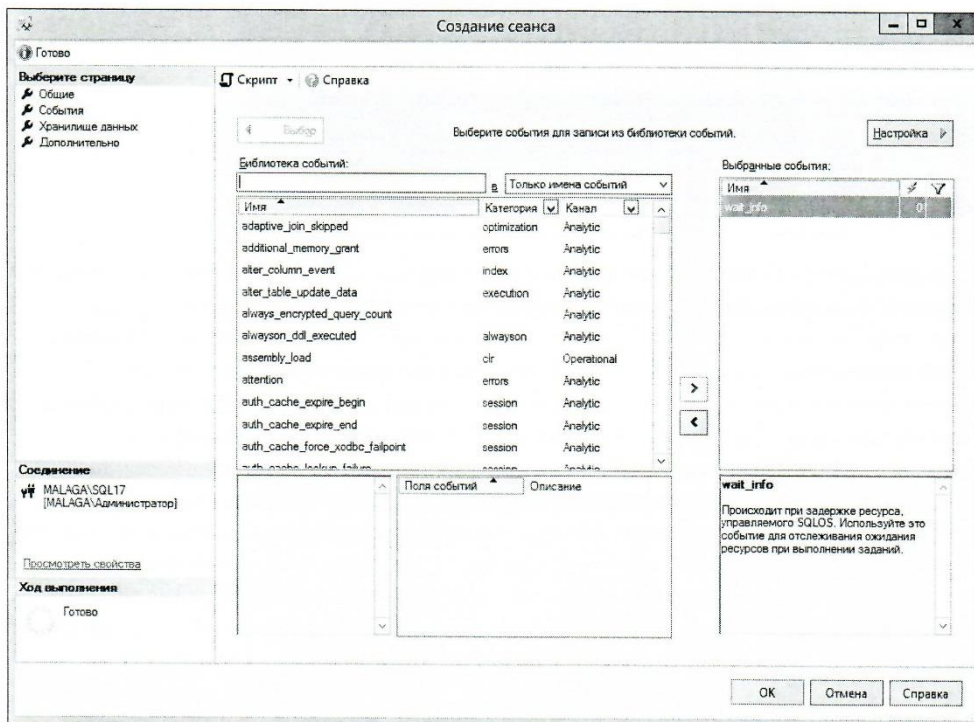 Создание сеанса
Готово
Выберите страницу
Общие
События
Хранилище данных
Дополнительно
Скрипт
Справка
Выбор
Выберите события для записи из библиотеки событий.
Настройка
Библиотека событий:
в Только имена событий
Имя Категория Канал
adaptive_join_skipped optimization Analytic
additional_memory_grant errors Analytic
alter_column_event index Analytic
alter_table_update_data execution Analytic
always_encrypted_query_count Analytic
alwayson_ddl_executed alwayson Analytic
assembly_load clr Operational
attention errors Analytic
auth_cache_expire_begin session Analytic
auth_cache_expire_end session Analytic
auth_cache_force_xodbc_failpoint session Analytic
auth_cache_lookup_failure session Analytic
Выбранные события:
Имя
wait_info 0
Соединение
MALAGA\SQL17
[MALAGA\Администратор]
Просмотреть свойства
Ход выполнения
Готово
Поля событий Описание
wait_info
Происходит при задержке ресурса,
управляемого SQLOS. Используйте это
событие для отслеживания ожидания
ресурсов при выполнении заданий.
OK Отмена Справка